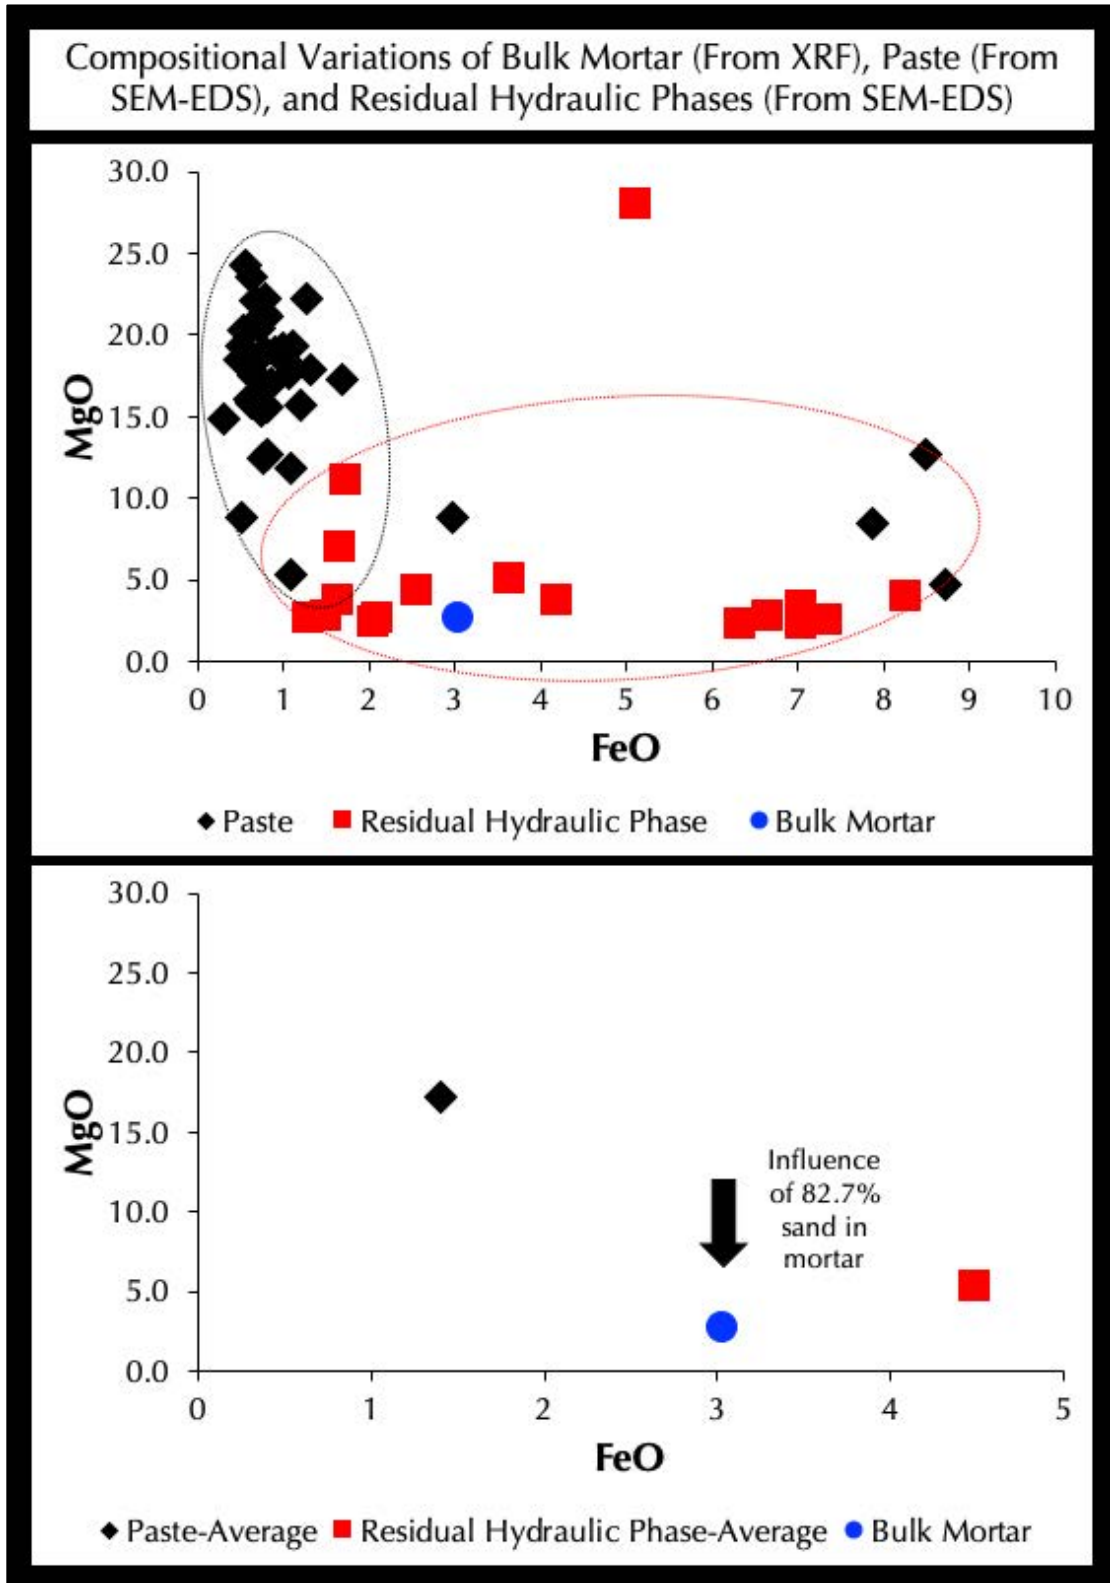 Compositional Variations of Bulk Mortar (From XRF), Paste (From
SEM-EDS), and Residual Hydraulic Phases (From SEM-EDS)
30.0
25.0
20.0
15.0
10.0
5.0
0.0
MgO
0 1 2 3 4 5 6 7 8 9 10
FeO
Paste Residual Hydraulic Phase Bulk Mortar
30.0
25.0
20.0
15.0
10.0
5.0
0.0
MgO
Influence
of 82.7%
sand in
mortar
0 1 2 3 4 5
FeO
Paste-Average Residual Hydraulic Phase-Average Bulk Mortar